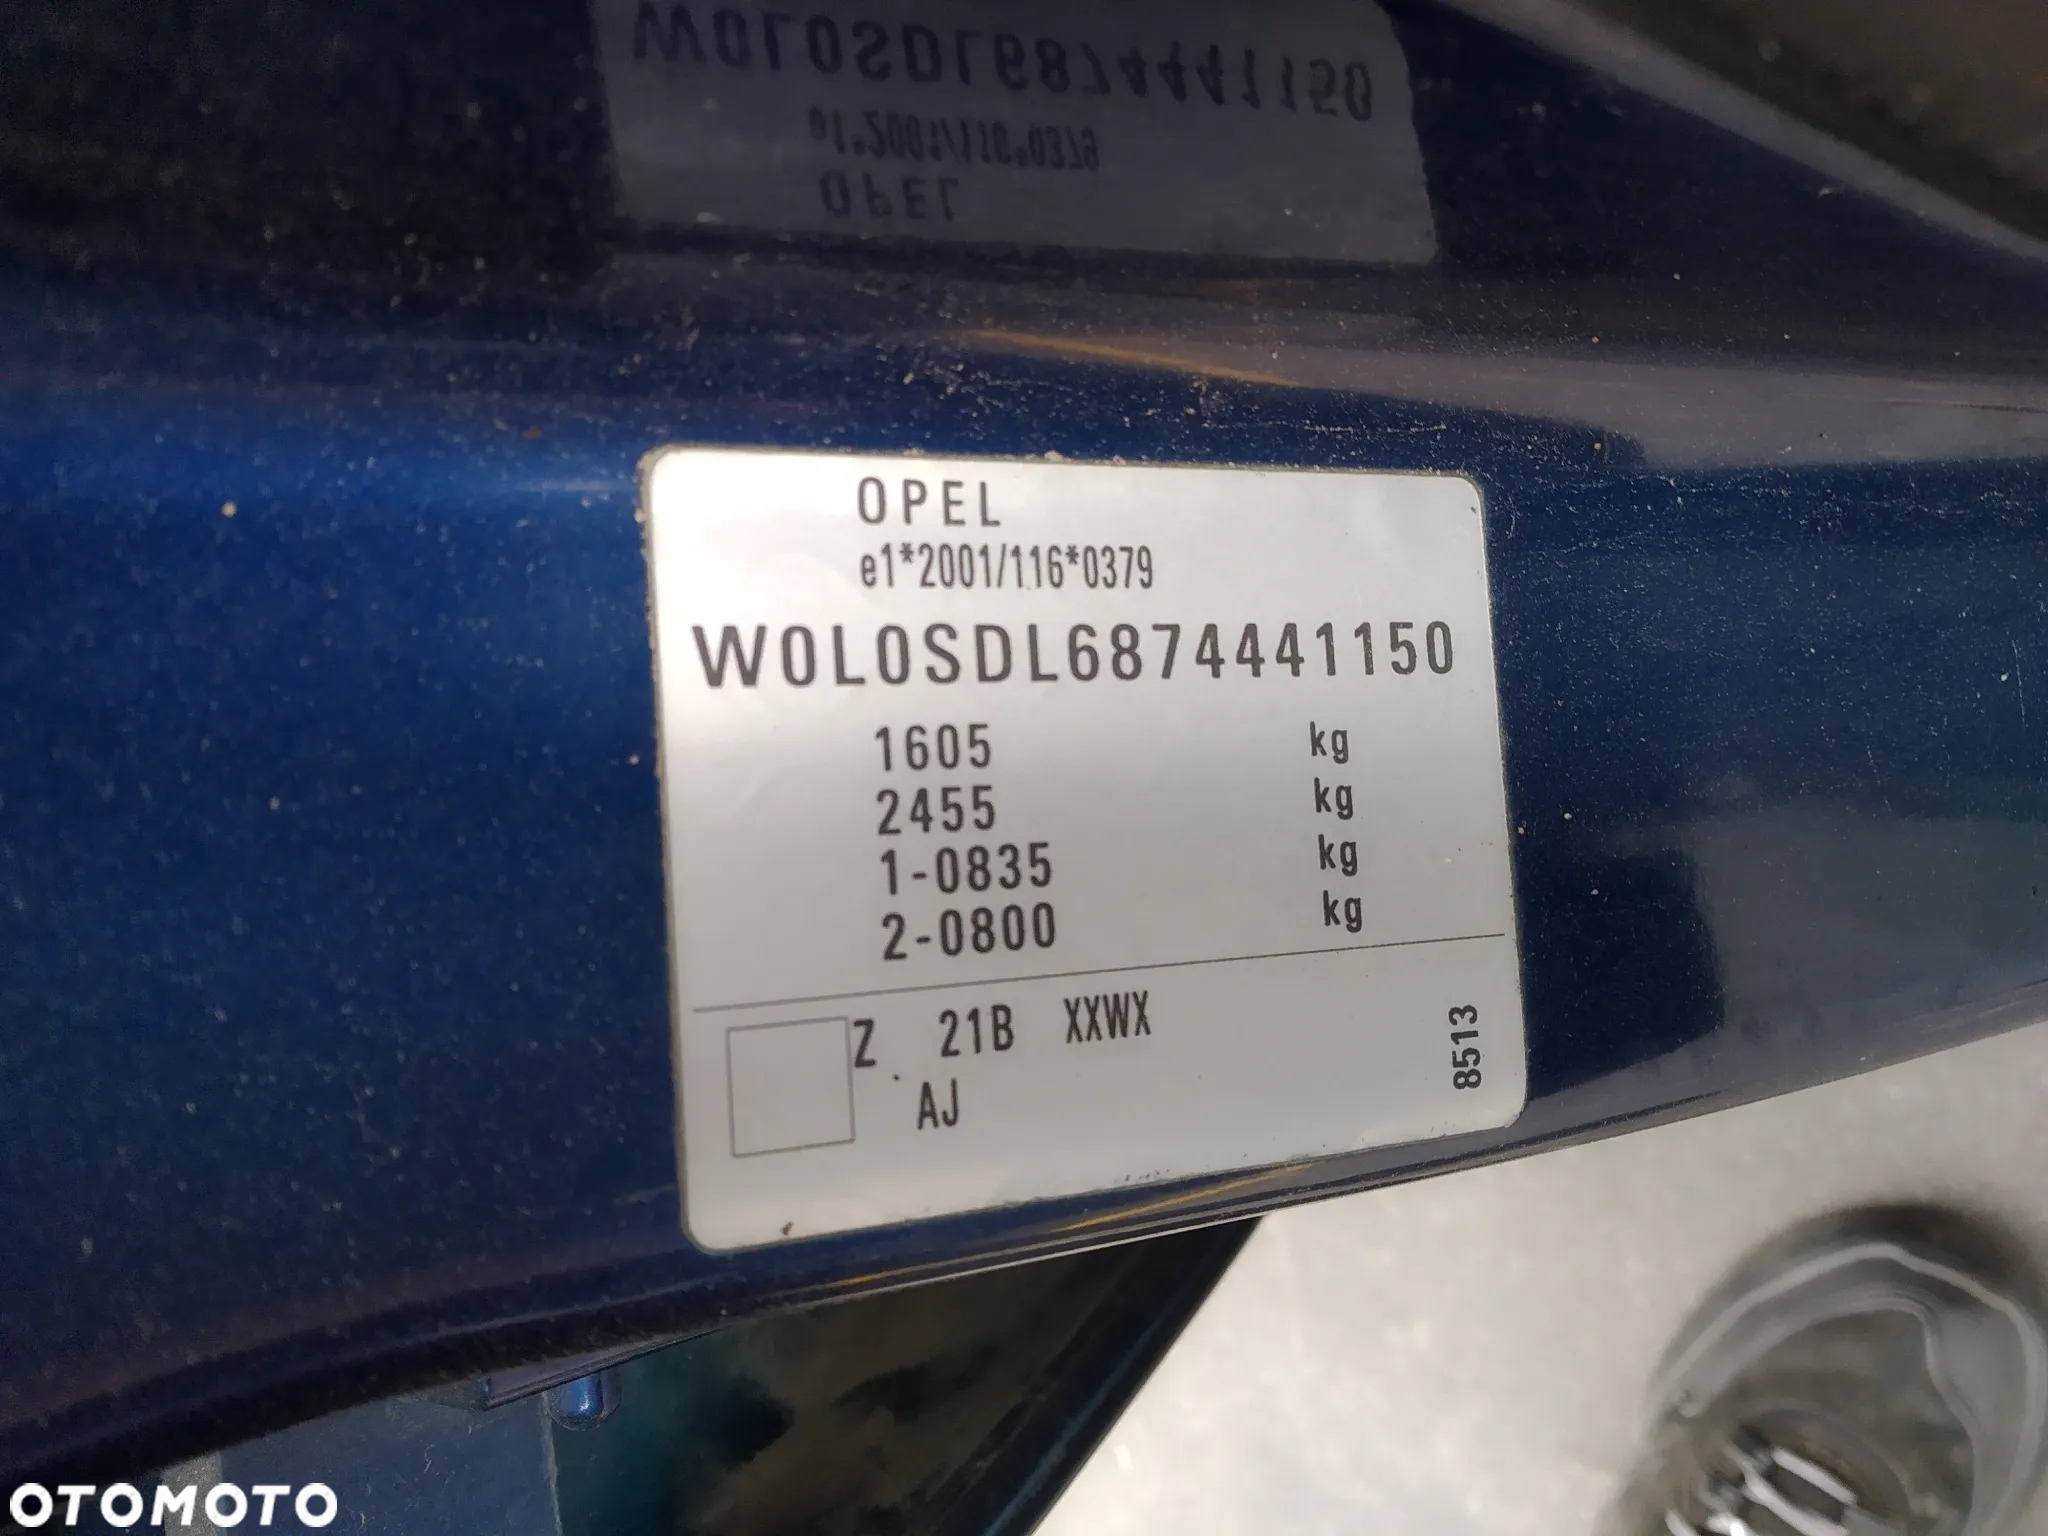 W0L0SDL6874441150
e1*2001/116*0379
OPEL
OPEL
e1*2001/116*0379
W0L0SDL6874441150
1605 kg
2455 kg
1-0835 kg
2-0800 kg
Z 21B XXWX
AJ
8513
OTOMOTO